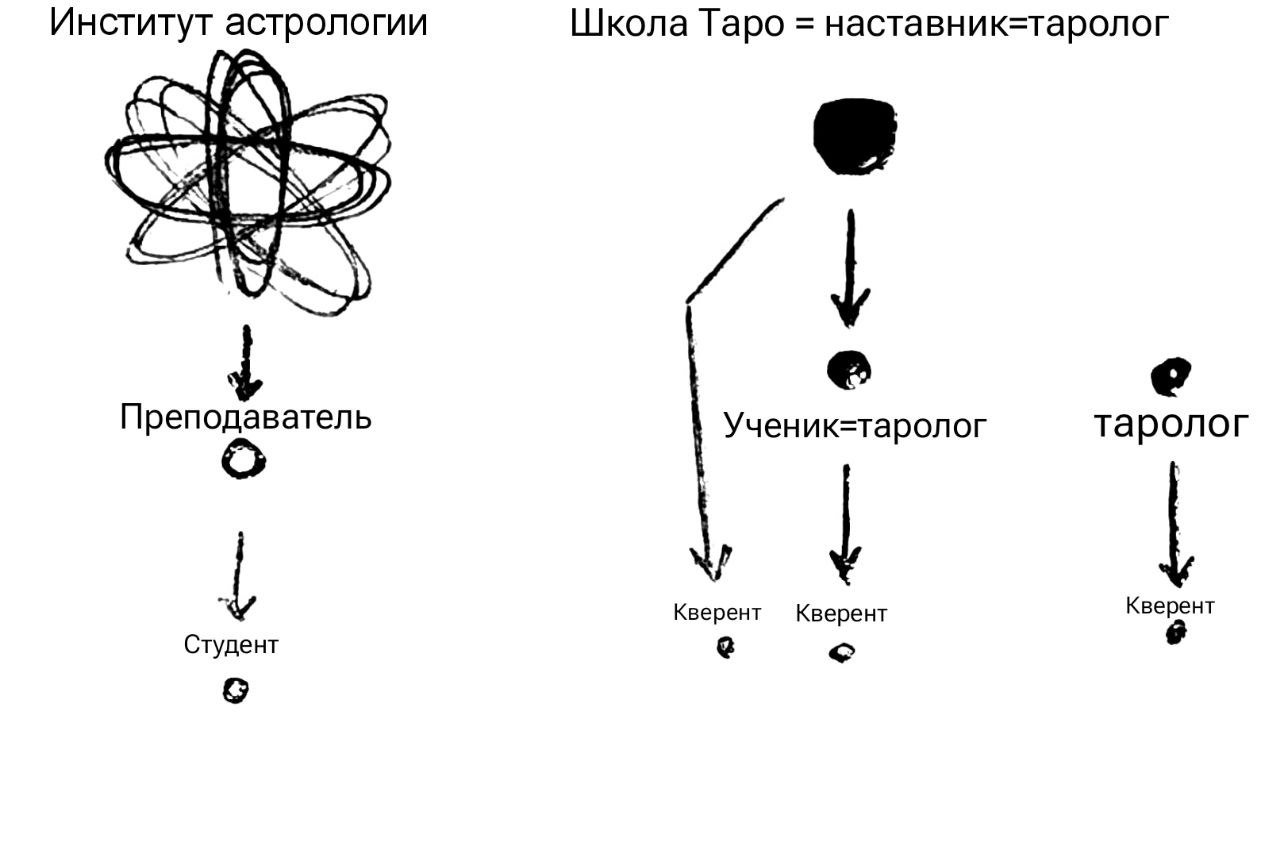 Институт астрологии
Школа Таро = наставник=таролог
Преподаватель
Ученик=таролог
таролог
Студент
Кверент
Кверент
Кверент